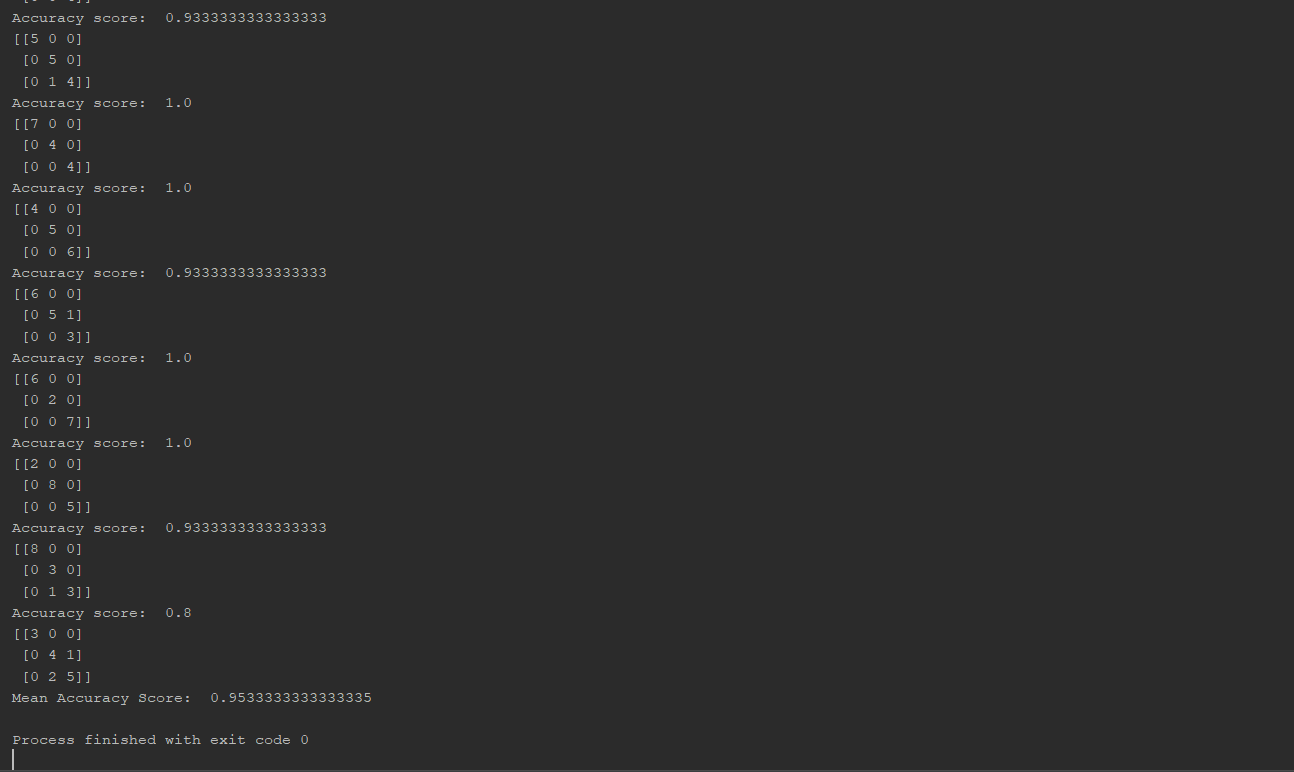 Accuracy score:  0.9333333333333333
[[5 0 0]
 [0 5 0]
 [0 1 4]]
Accuracy score:  1.0
[[7 0 0]
 [0 4 0]
 [0 0 4]]
Accuracy score:  1.0
[[4 0 0]
 [0 5 0]
 [0 0 6]]
Accuracy score:  0.9333333333333333
[[6 0 0]
 [0 5 1]
 [0 0 3]]
Accuracy score:  1.0
[[6 0 0]
 [0 2 0]
 [0 0 7]]
Accuracy score:  1.0
[[2 0 0]
 [0 8 0]
 [0 0 5]]
Accuracy score:  0.9333333333333333
[[8 0 0]
 [0 3 0]
 [0 1 3]]
Accuracy score:  0.8
[[3 0 0]
 [0 4 1]
 [0 2 5]]
Mean Accuracy Score:  0.9533333333333335
Process finished with exit code 0